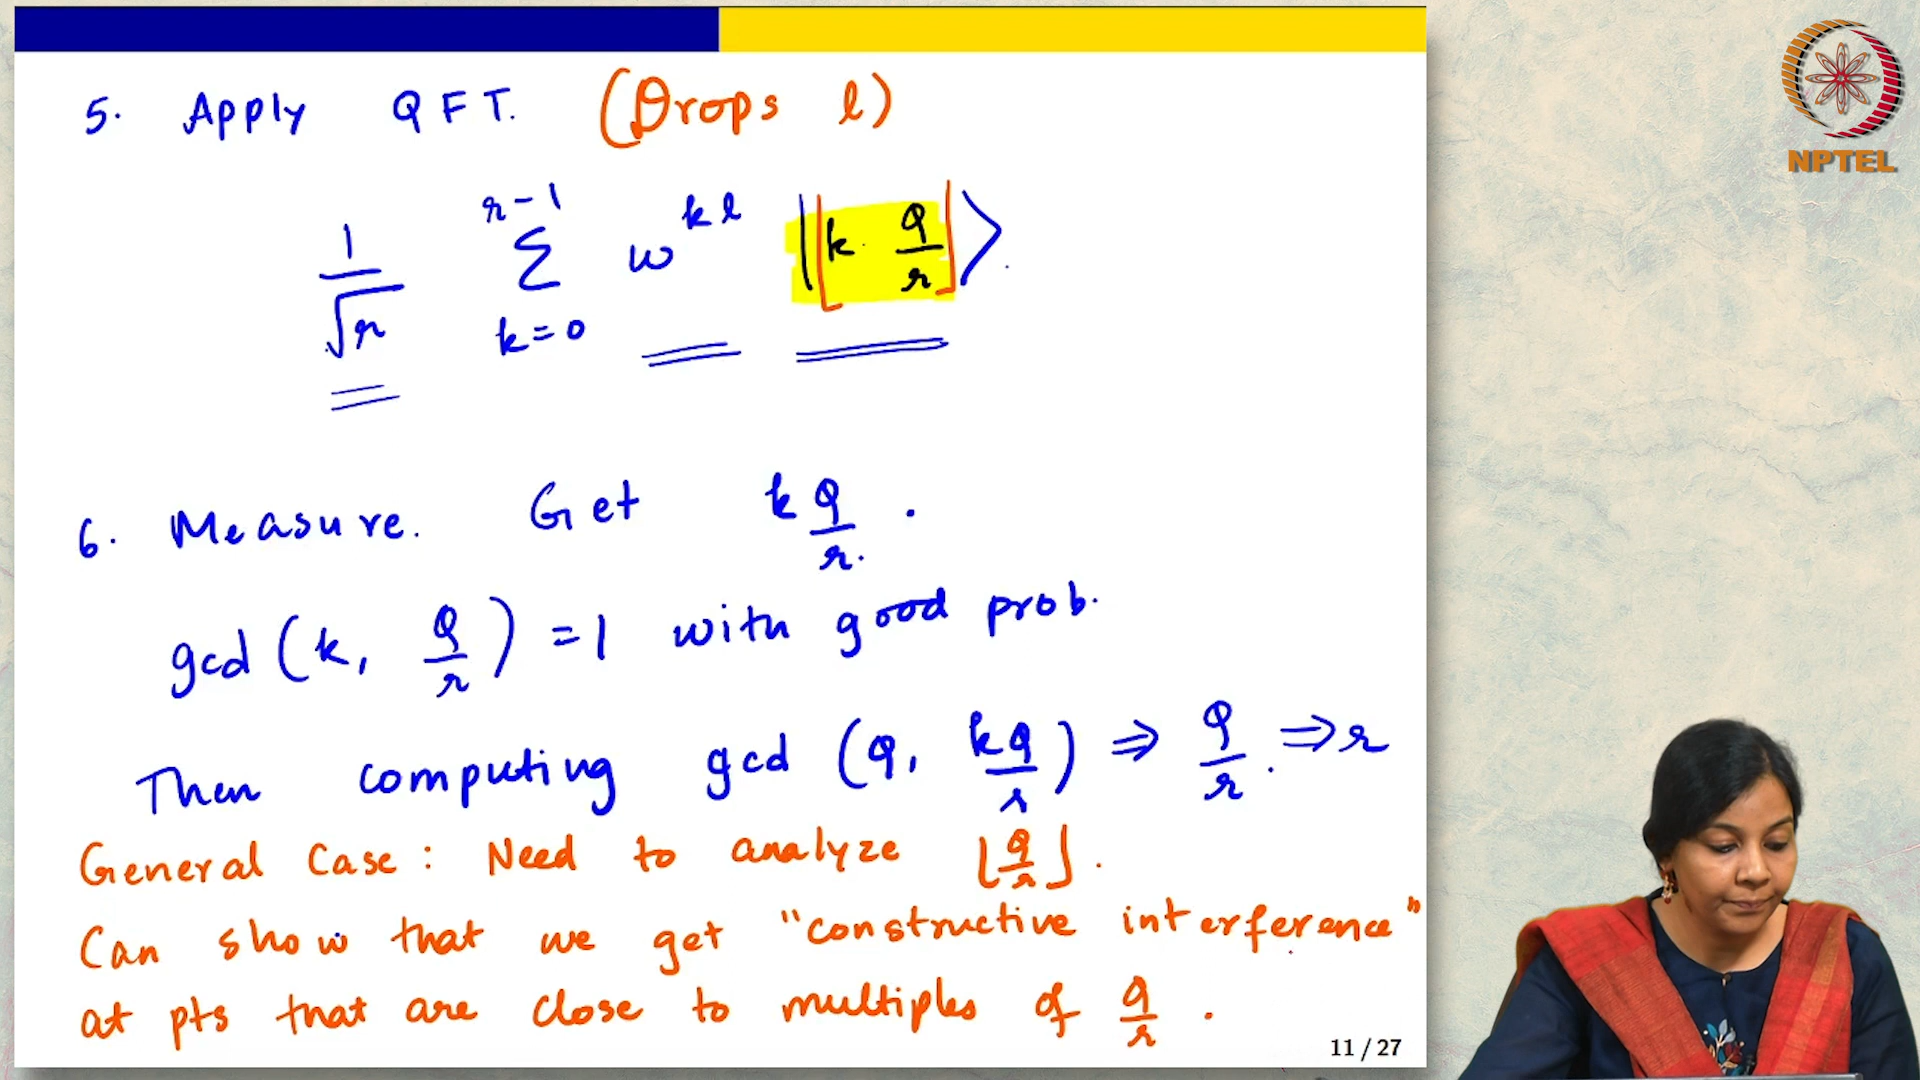 5. Apply QFT. (Drops l)
1/√r Σ_{k=0}^{r-1} ω^{kl} |⌊k · Q/r⌋⟩.
6. Measure. Get k Q/r.
gcd(k, Q/r) = 1 with good prob.
Then computing gcd(Q, kQ/r) ⇒ Q/r. ⇒ r
General Case: Need to analyze ⌊Q/r⌋.
Can show that we get "constructive interference"
at pts that are close to multiples of Q/r.
11 / 27
NPTEL